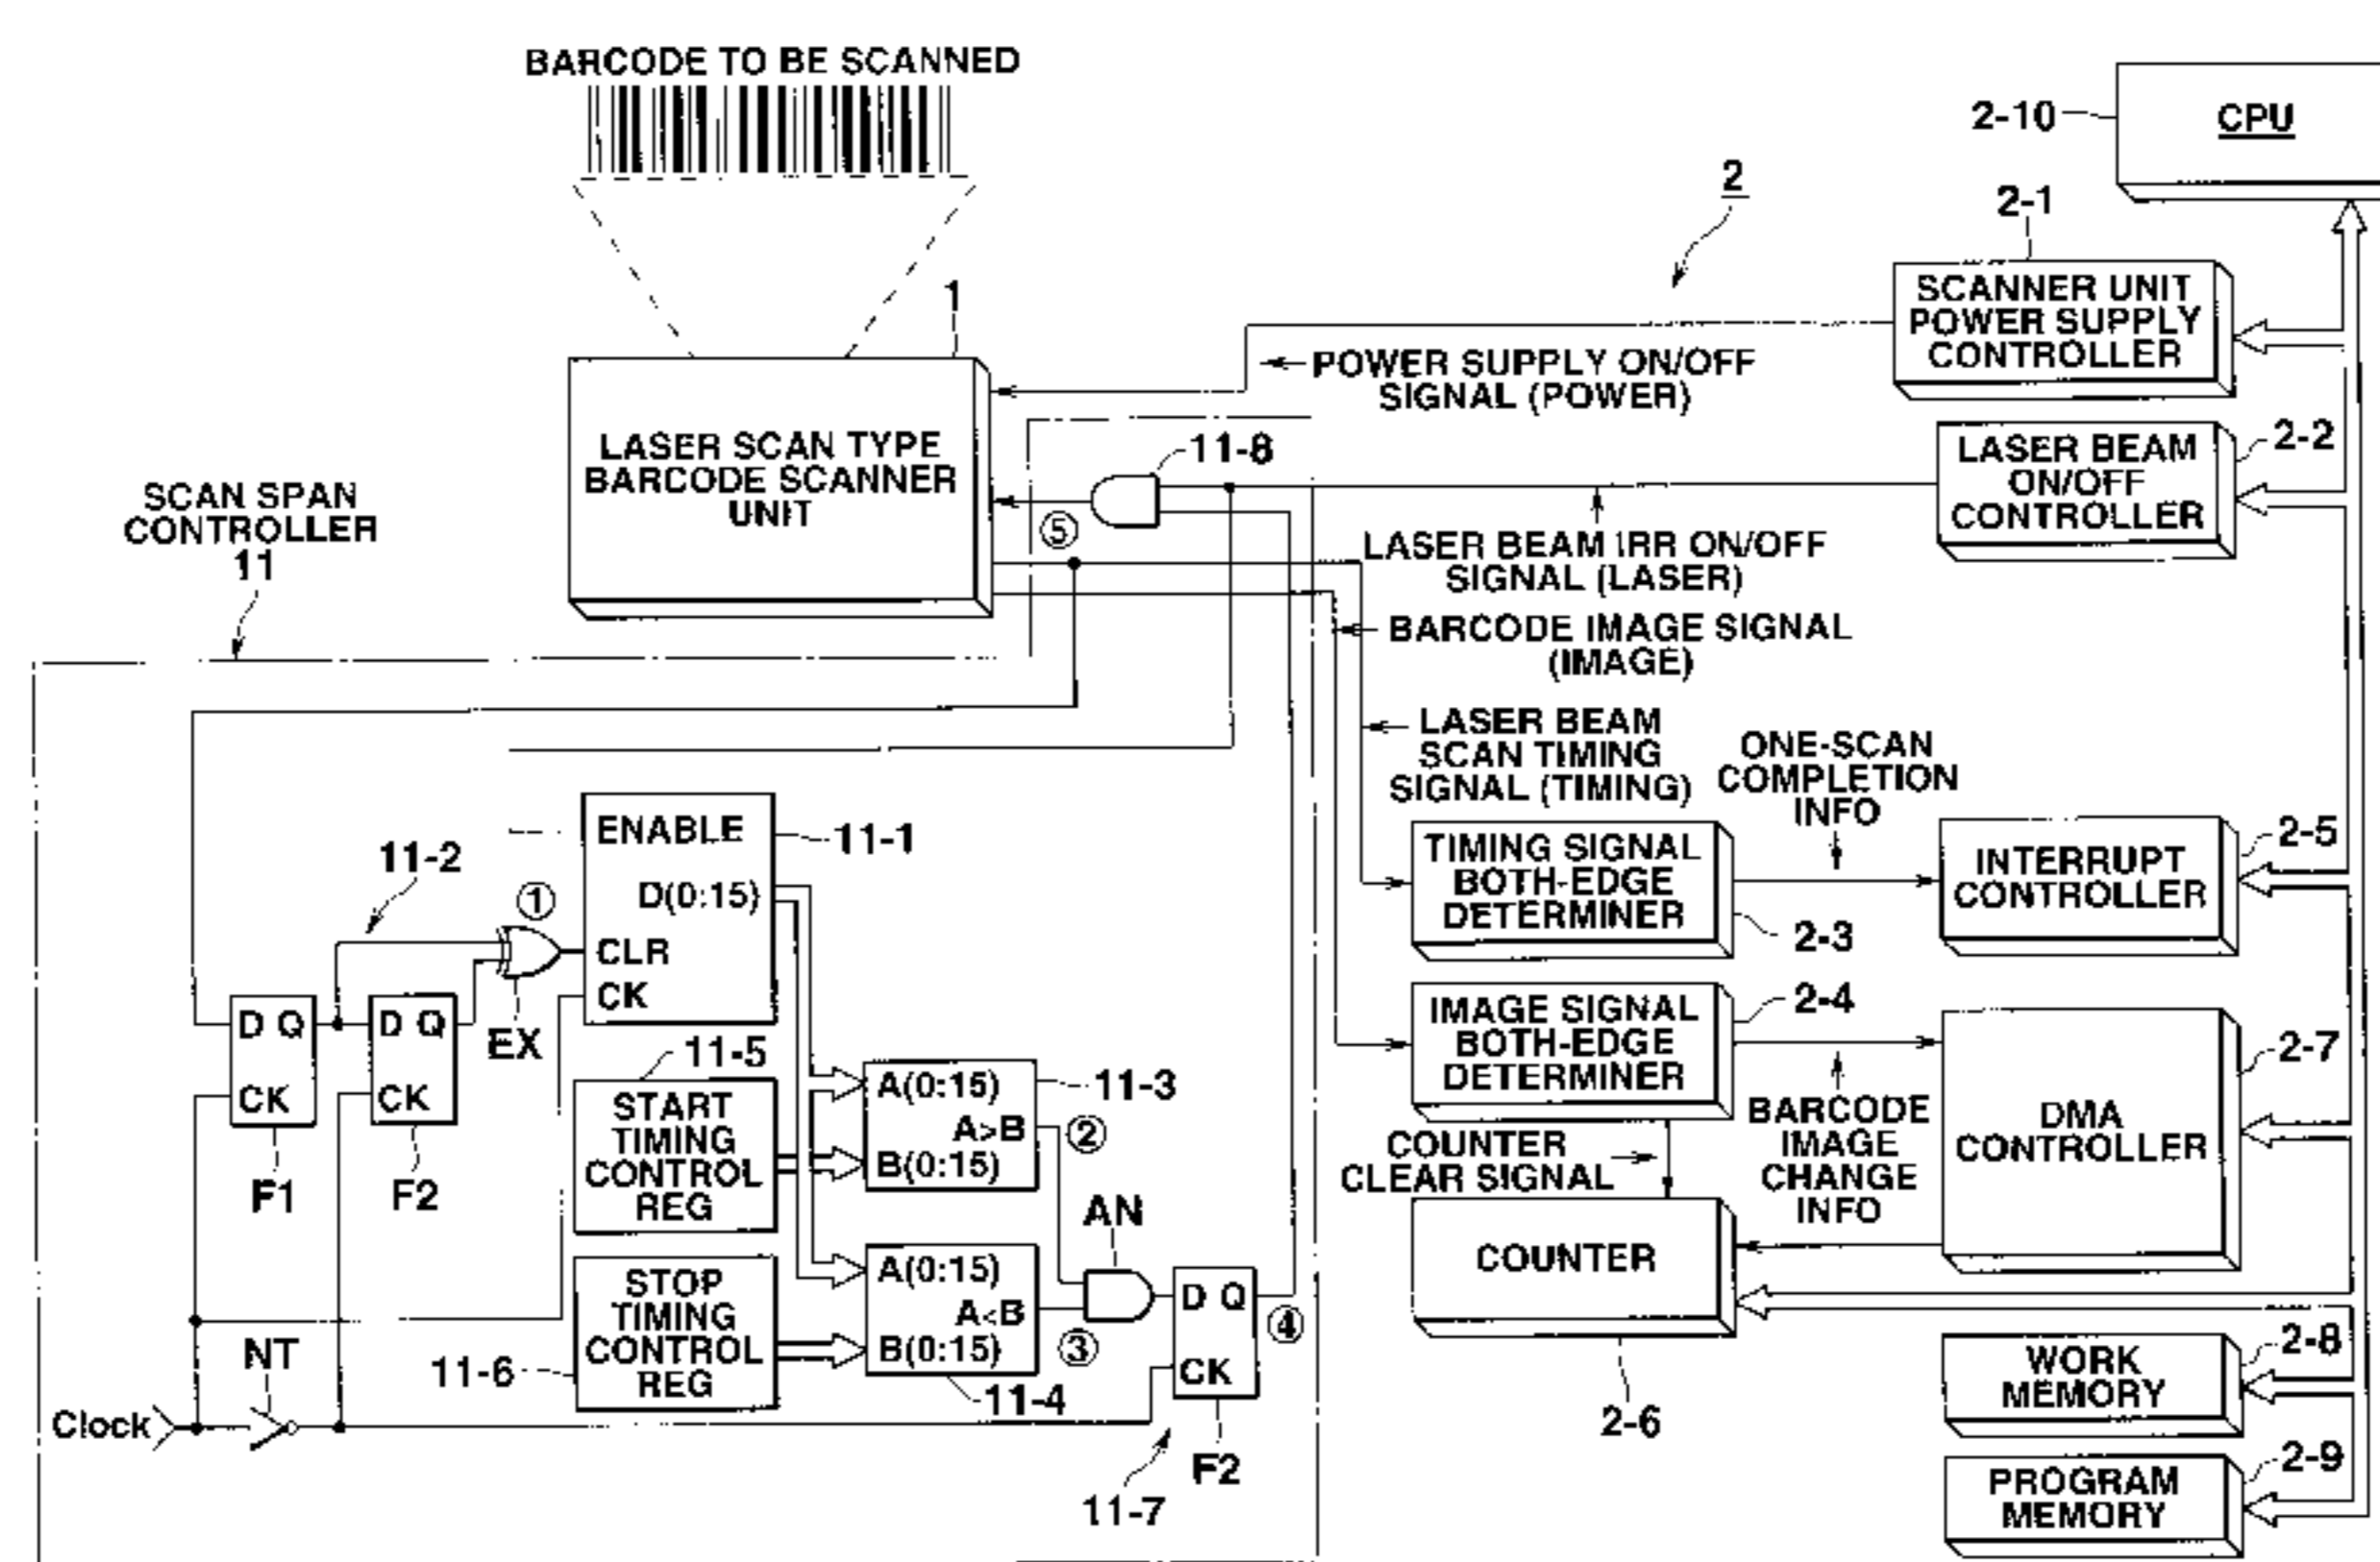 BARCODE TO BE SCANNED
2-10
CPU
2
2-1
SCANNER UNIT
POWER SUPPLY
CONTROLLER
1
POWER SUPPLY ON/OFF
SIGNAL (POWER)
LASER SCAN TYPE
BARCODE SCANNER
UNIT
11-8
LASER BEAM
ON/OFF
CONTROLLER
2-2
SCAN SPAN
CONTROLLER
11
⑤
LASER BEAM IRR ON/OFF
SIGNAL (LASER)
BARCODE IMAGE SIGNAL
(IMAGE)
LASER BEAM
SCAN TIMING
SIGNAL (TIMING)
ONE-SCAN
COMPLETION
INFO
ENABLE
D(0:15)
CLR
CK
11-1
11-2
①
EX
TIMING SIGNAL
BOTH-EDGE
DETERMINER
2-3
INTERRUPT
CONTROLLER
2-5
D Q
CK
F1
D Q
CK
F2
IMAGE SIGNAL
BOTH-EDGE
DETERMINER
2-4
DMA
CONTROLLER
2-7
11-5
START
TIMING
CONTROL
REG
A(0:15)
A>B
B(0:15)
11-3
②
COUNTER
CLEAR SIGNAL
BARCODE
IMAGE
CHANGE
INFO
AN
STOP
TIMING
CONTROL
REG
11-6
A(0:15)
A<B
B(0:15)
11-4
③
D Q
CK
④
F2
11-7
COUNTER
2-6
NT
Clock
WORK
MEMORY
2-8
PROGRAM
MEMORY
2-9